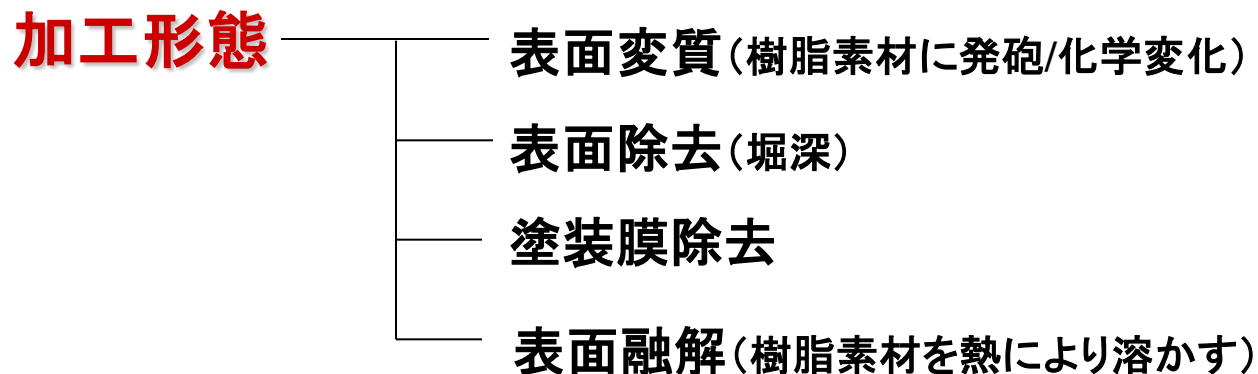 加工形態
表面変質（樹脂素材に発砲/化学変化）
表面除去（堀深）
塗装膜除去
表面融解（樹脂素材を熱により溶かす）